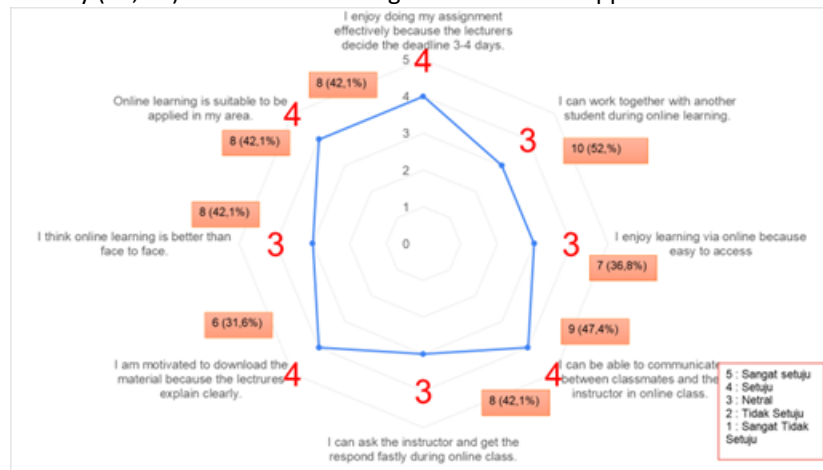 I enjoy doing my assignment
effectively because the lecturers
decide the deadline 3-4 days.
5
4
8 (42,1%)
Online learning is suitable to be
applied in my area.
4
8 (42,1%)
I can work together with another
student during online learning.
3
10 (52,%)
4
3
2
1
0
8 (42,1%)
I think online learning is better than
face to face.
3
3
I enjoy learning via online because
easy to access
7 (36,8%)
6 (31,6%)
I am motivated to download the
material because the lectrures
explain clearly.
4
9 (47,4%)
I can be able to communicate
between classmates and the
instructor in online class.
4
8 (42,1%)
3
I can ask the instructor and get the
respond fastly during online class.
5 : Sangat setuju
4 : Setuju
3 : Netral
2 : Tidak Setuju
1 : Sangat Tidak
Setuju